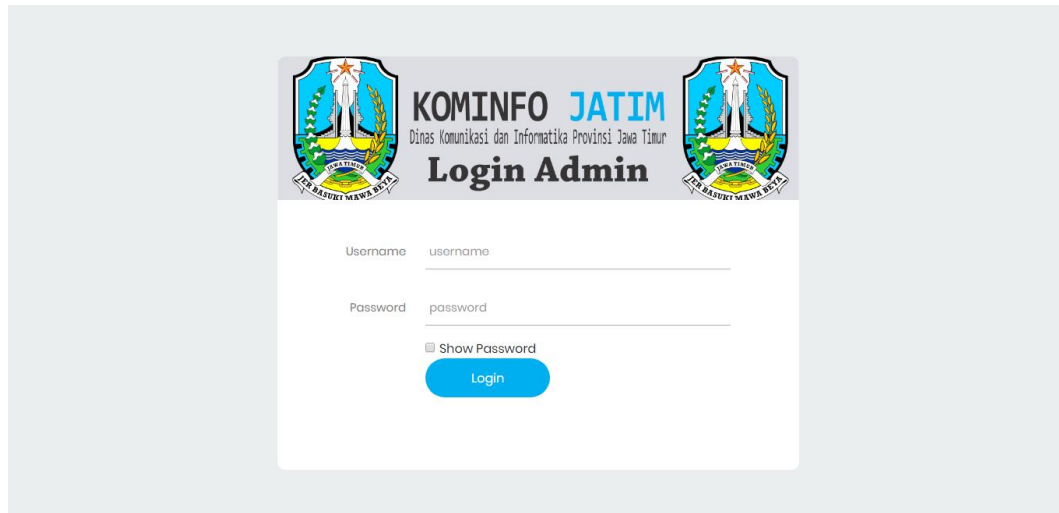 KOMINFO JATIM
Dinas Komunikasi dan Informatika Provinsi Jawa Timur
Login Admin
JAWA TIMUR
JER BASUKI MAWA BEYA
JAWA TIMUR
JER BASUKI MAWA BEYA
Username username
Password password
Show Password
Login